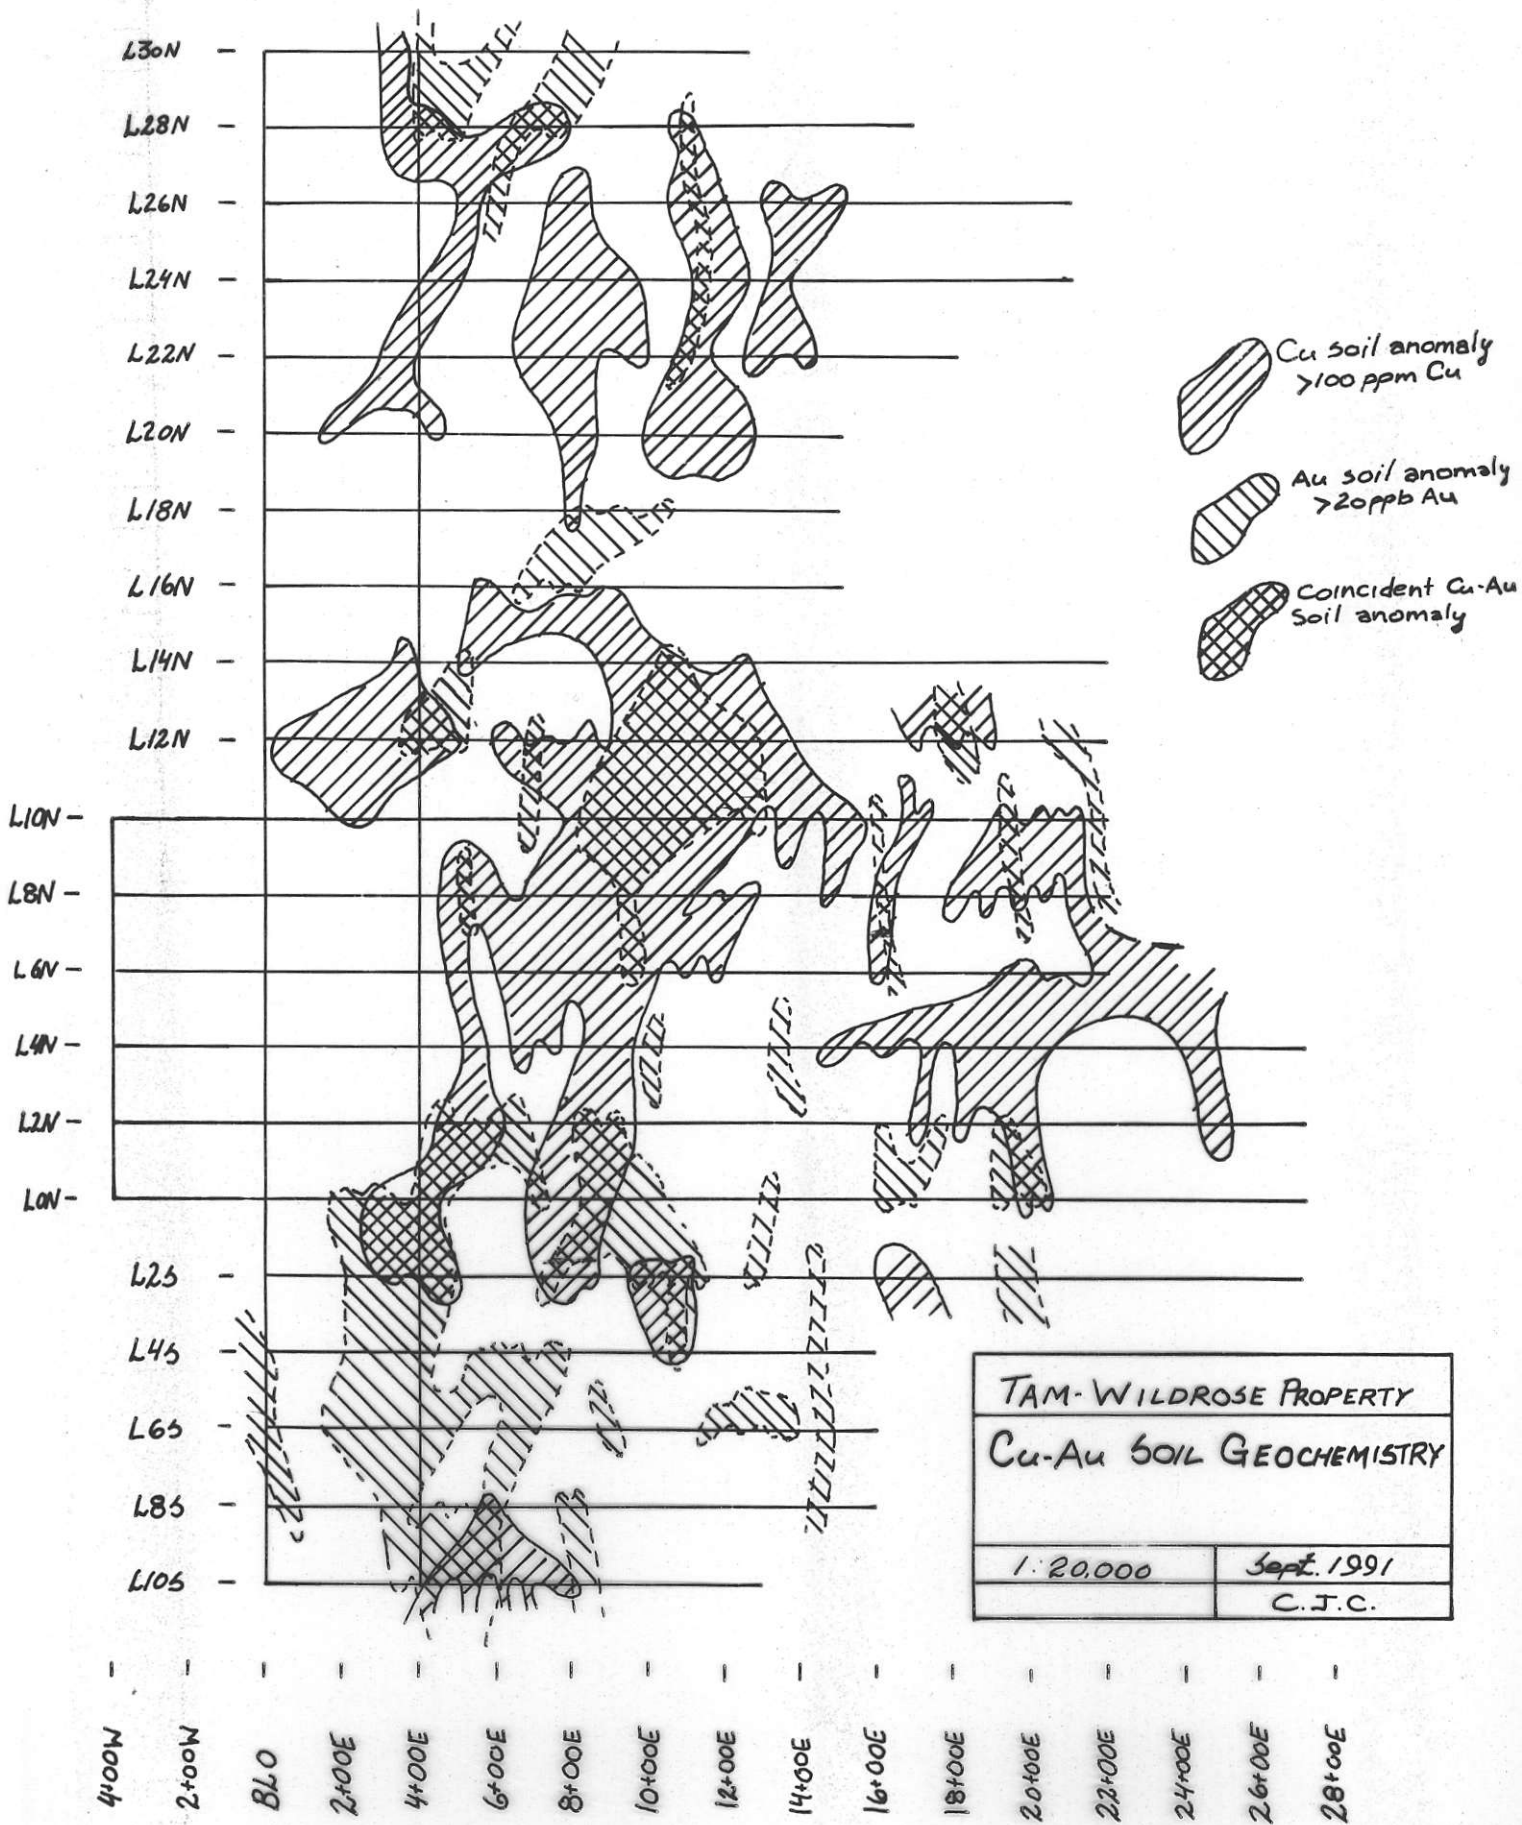 L30N
L28N
L26N
L24N
L22N
L20N
L18N
L16N
L14N
L12N
L10N
L8N
L6N
L4N
L2N
L0N
L2S
L4S
L6S
L8S
L10S
Cu soil anomaly
>100 ppm Cu
Au soil anomaly
>20ppb Au
Coincident Cu-Au
Soil anomaly
TAM-WILDROSE PROPERTY
Cu-Au SOIL GEOCHEMISTRY
1:20,000
Sept. 1991
C.J.C.
4+00W
2+00W
BLO
2+00E
4+00E
6+00E
8+00E
10+00E
12+00E
14+00E
16+00E
18+00E
20+00E
22+00E
24+00E
26+00E
28+00E